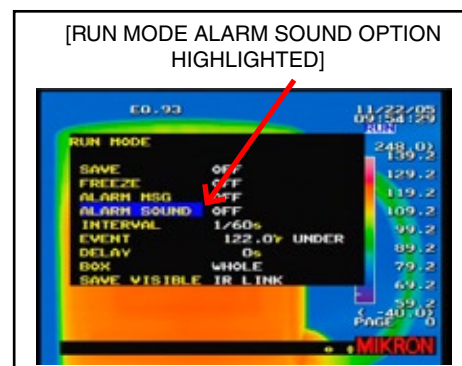 [RUN MODE ALARM SOUND OPTION
HIGHLIGHTED]
E0.93
11/22/05
09:54:29
RUN
RUN MODE
248.0)
139.2
SAVE OFF
129.2
FREEZE OFF
ALARM MSG OFF
119.2
ALARM SOUND OFF
109.2
INTERVAL 1/60s
99.2
EVENT 122.0F UNDER
89.2
DELAY 0s
BOX WHOLE
79.2
SAVE VISIBLE IR LINK
69.2
59.2
( -40.0)
PAGE 0
MIKRON